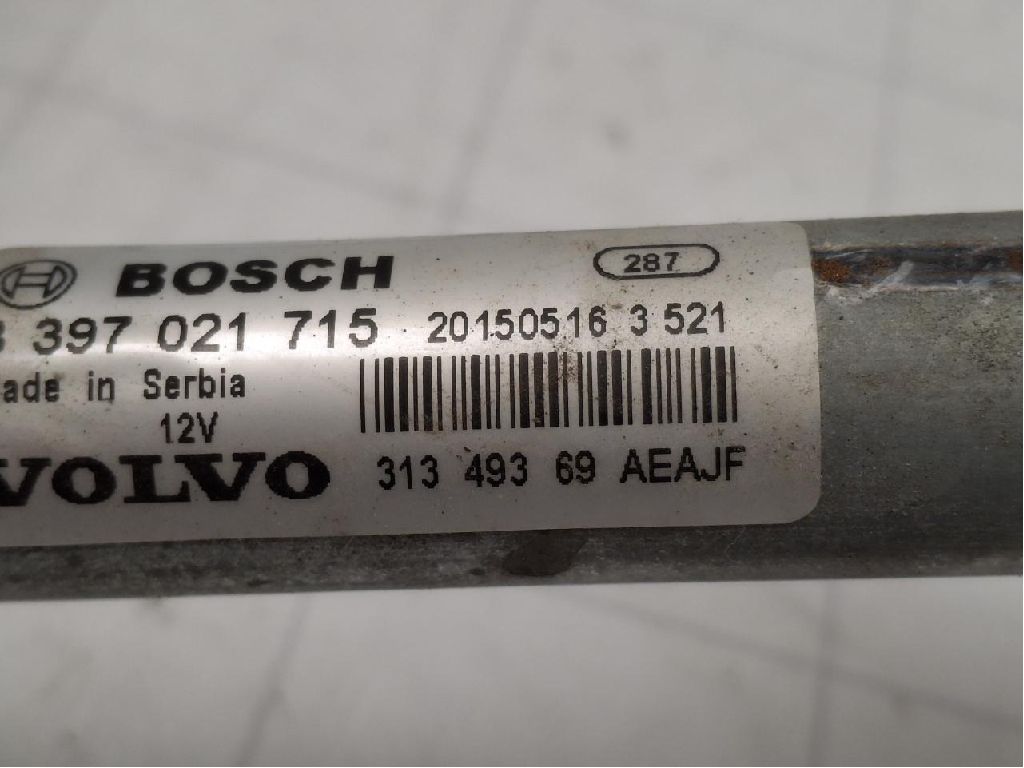 BOSCH 287
3 397 021 715 20150516 3 521
ade in Serbia
12V
VOLVO 313 493 69 AEAJF